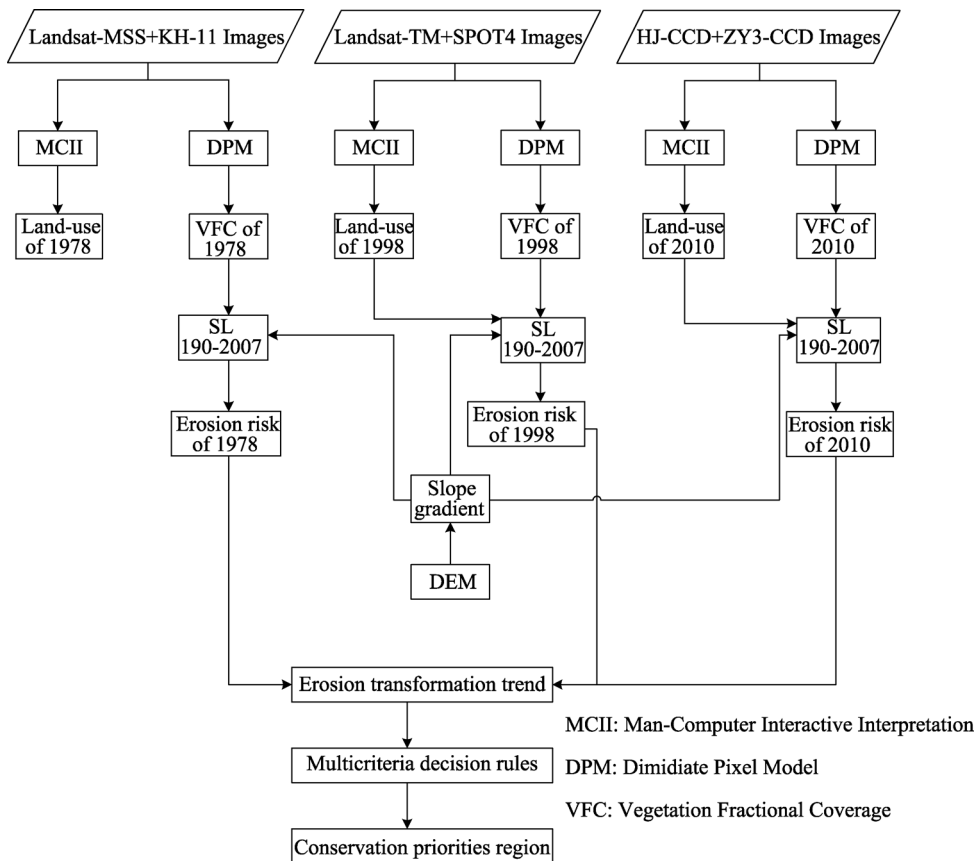 Landsat-MSS+KH-11 Images
Landsat-TM+SPOT4 Images
HJ-CCD+ZY3-CCD Images
MCII
DPM
MCII
DPM
MCII
DPM
Land-use
of 1978
VFC of
1978
Land-use
of 1998
VFC of
1998
Land-use
of 2010
VFC of
2010
SL
190-2007
SL
190-2007
SL
190-2007
Erosion risk
of 1978
Erosion risk
of 1998
Erosion risk
of 2010
Slope
gradient
DEM
Erosion transformation trend
Multicriteria decision rules
Conservation priorities region
MCII: Man-Computer Interactive Interpretation
DPM: Dimidiate Pixel Model
VFC: Vegetation Fractional Coverage